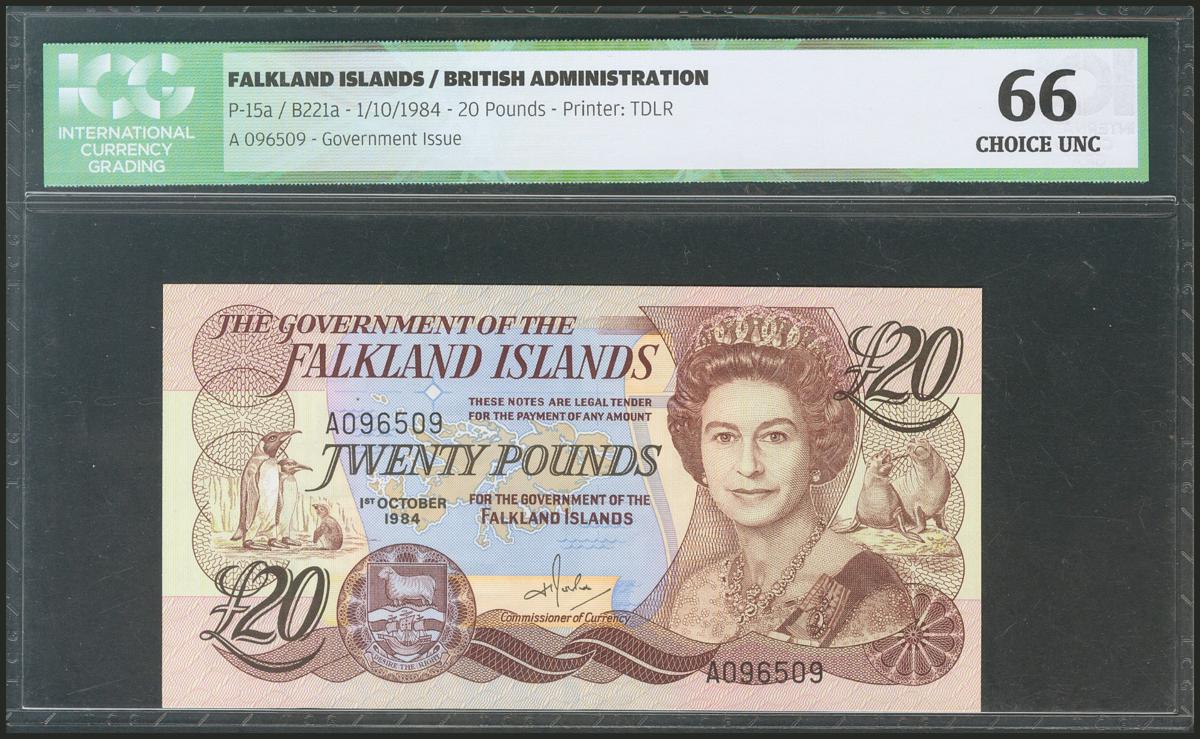 ICG
INTERNATIONAL
CURRENCY
GRADING
FALKLAND ISLANDS / BRITISH ADMINISTRATION
P-15a / B221a - 1/10/1984 - 20 Pounds - Printer: TDLR
A 096509 - Government Issue
66
CHOICE UNC
THE GOVERNMENT OF THE
FALKLAND ISLANDS
£20
THESE NOTES ARE LEGAL TENDER
FOR THE PAYMENT OF ANY AMOUNT
A096509
TWENTY POUNDS
1ST OCTOBER
1984
FOR THE GOVERNMENT OF THE
FALKLAND ISLANDS
Commissioner of Currency
£20
DESIRE THE RIGHT
A096509